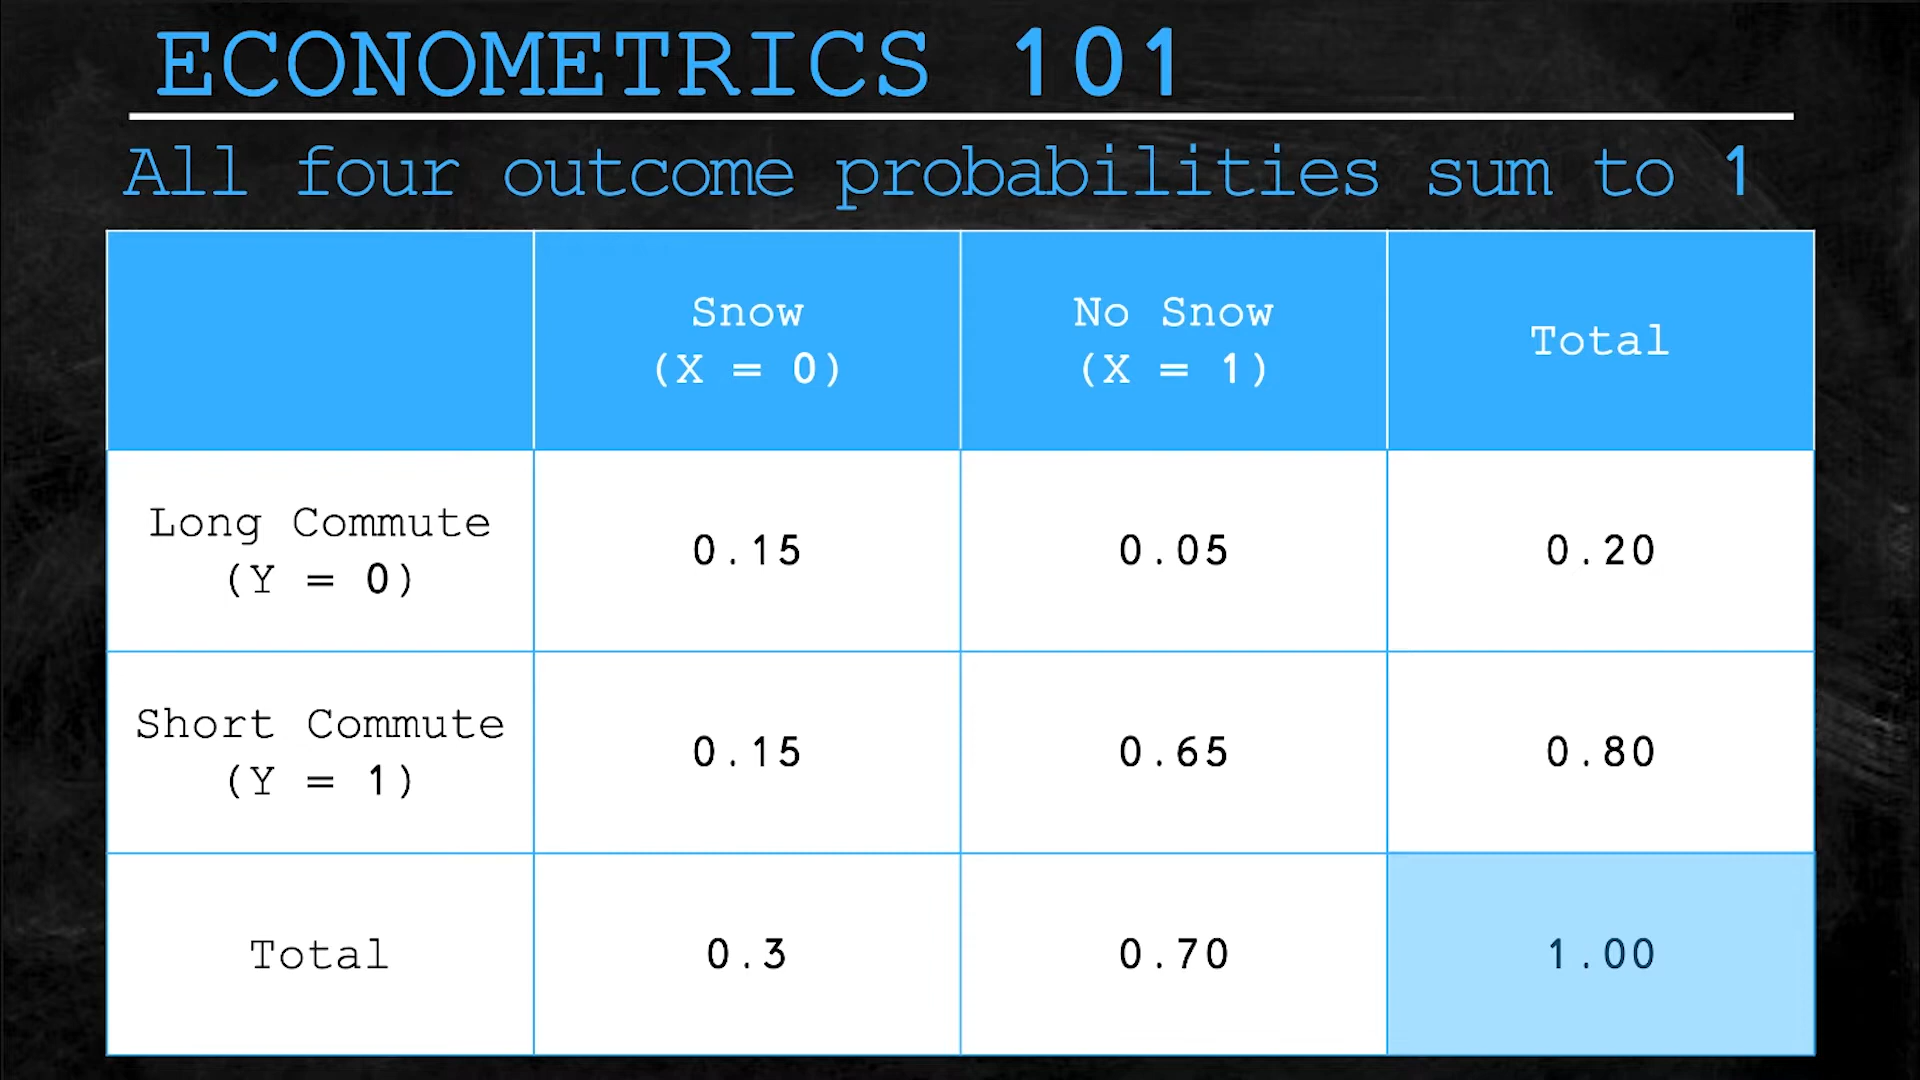 ECONOMETRICS 101
All four outcome probabilities sum to 1
Snow
(X = 0)
No Snow
(X = 1)
Total
Long Commute
(Y = 0)
0.15
0.05
0.20
Short Commute
(Y = 1)
0.15
0.65
0.80
Total
0.3
0.70
1.00